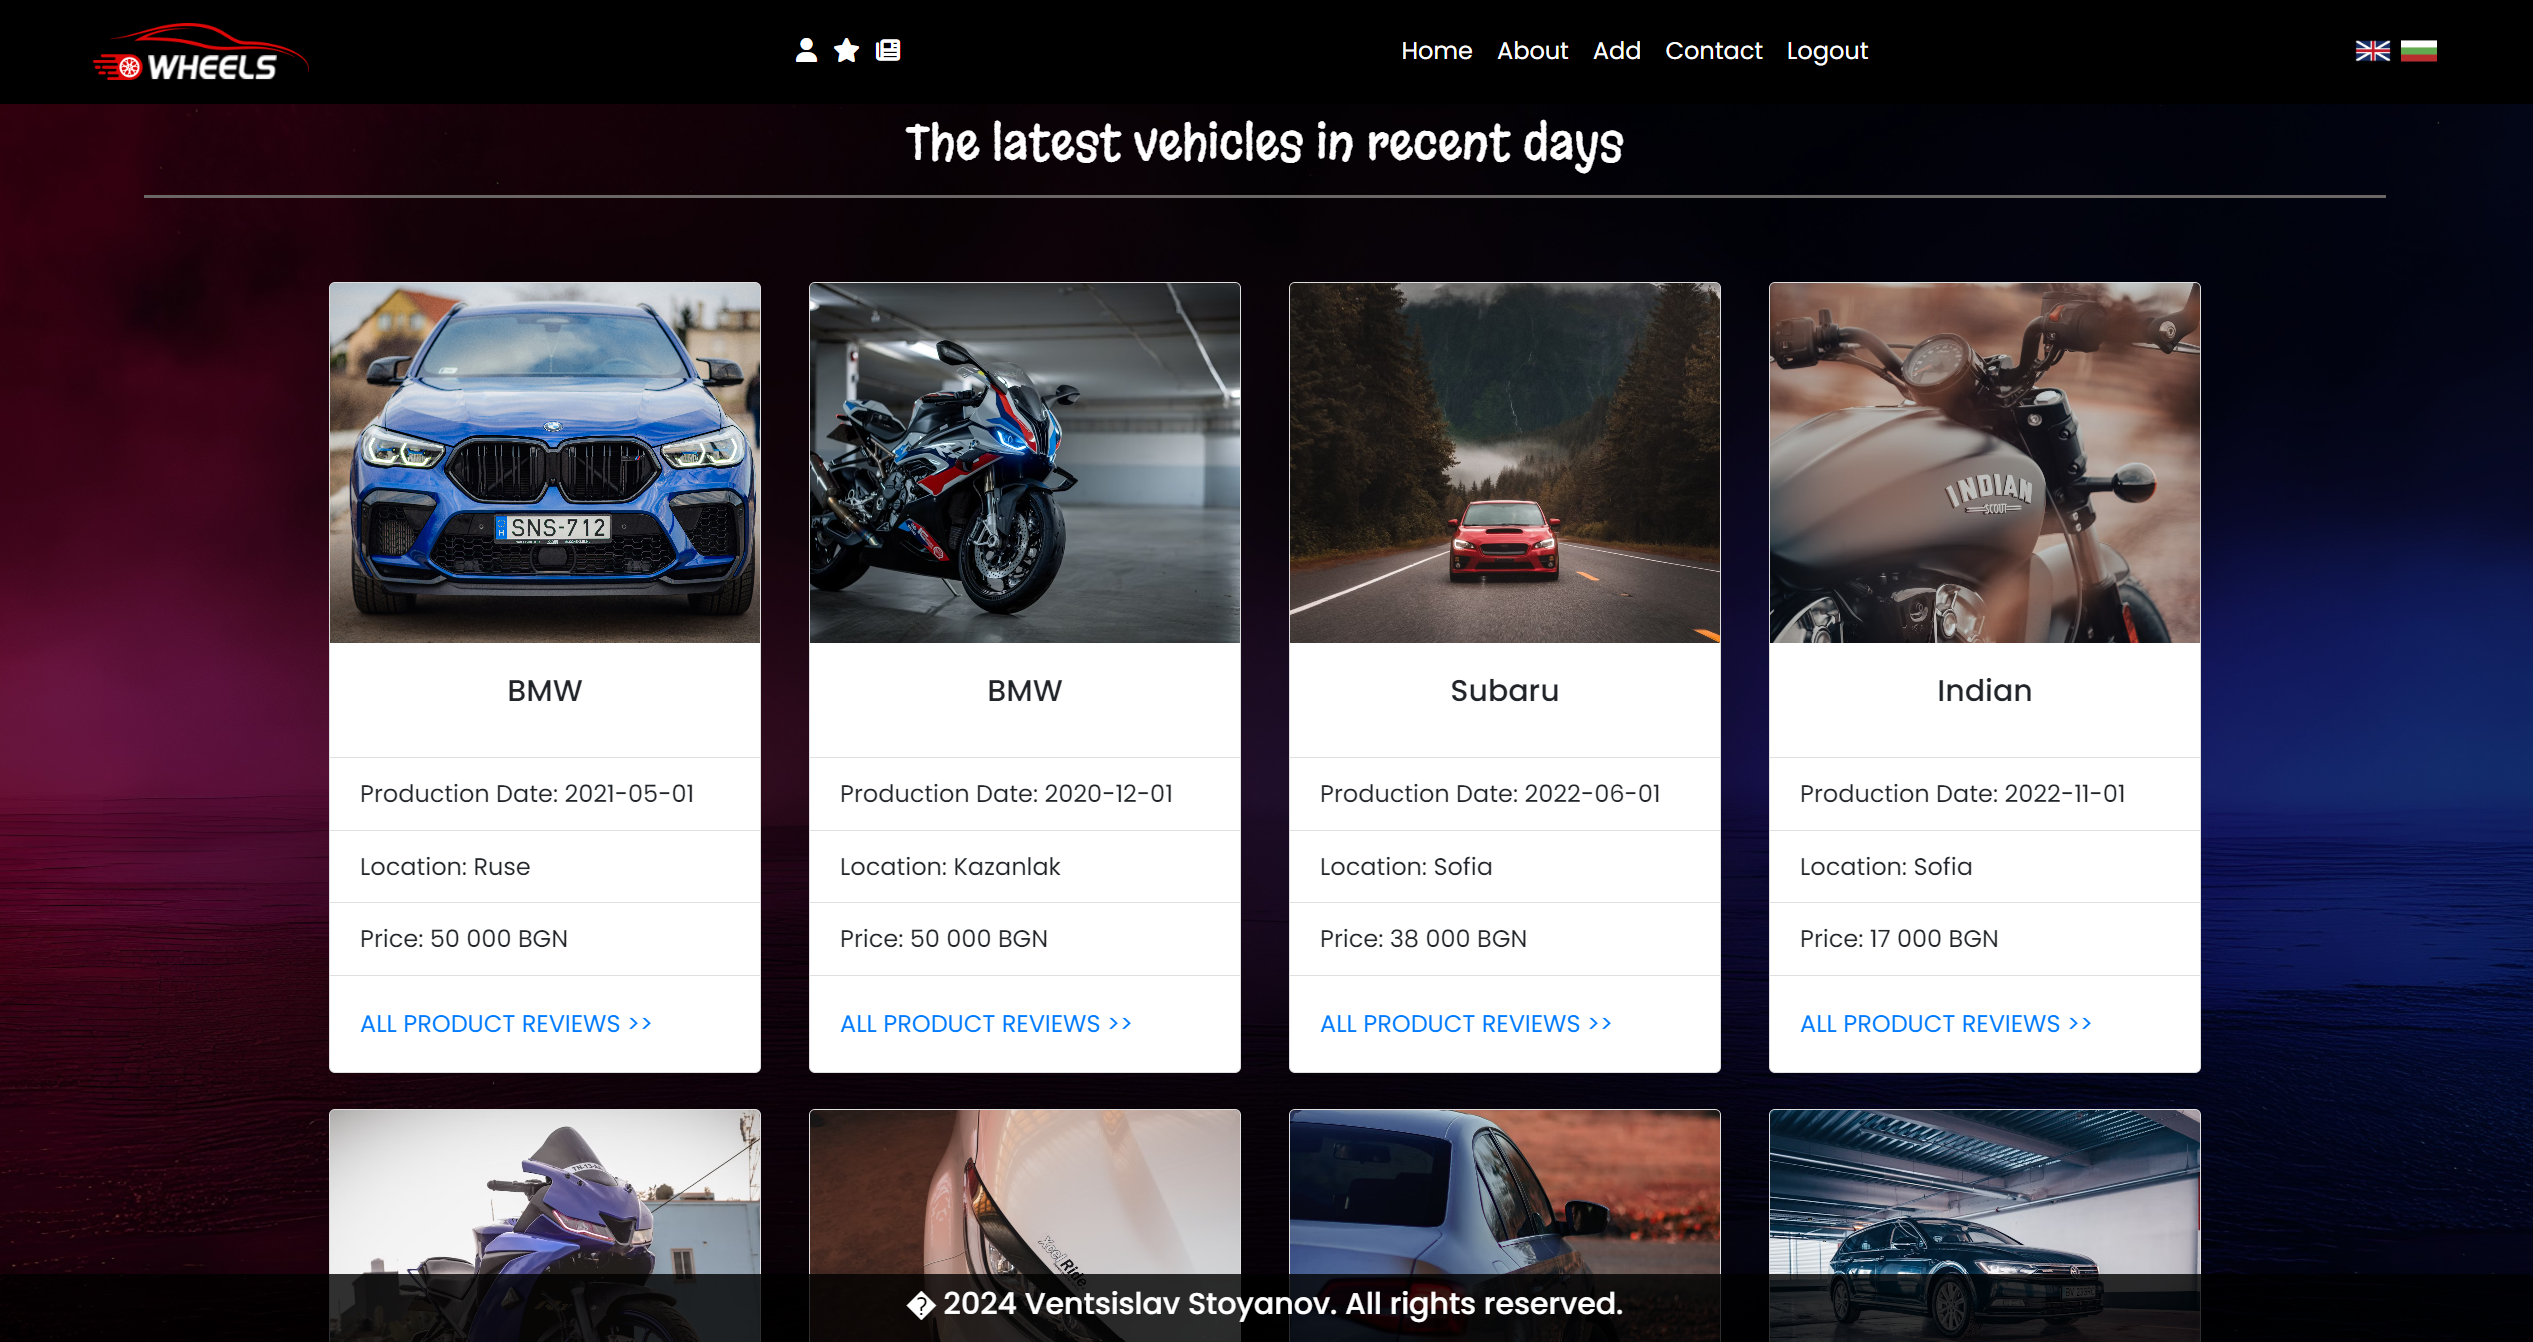 WHEELS
Home About Add Contact Logout
The latest vehicles in recent days
SNS-712
INDIAN
SCOUT
BMW
BMW
Subaru
Indian
Production Date: 2021-05-01
Production Date: 2020-12-01
Production Date: 2022-06-01
Production Date: 2022-11-01
Location: Ruse
Location: Kazanlak
Location: Sofia
Location: Sofia
Price: 50 000 BGN
Price: 50 000 BGN
Price: 38 000 BGN
Price: 17 000 BGN
ALL PRODUCT REVIEWS >>
ALL PRODUCT REVIEWS >>
ALL PRODUCT REVIEWS >>
ALL PRODUCT REVIEWS >>
Xcel Ride
� 2024 Ventsislav Stoyanov. All rights reserved.